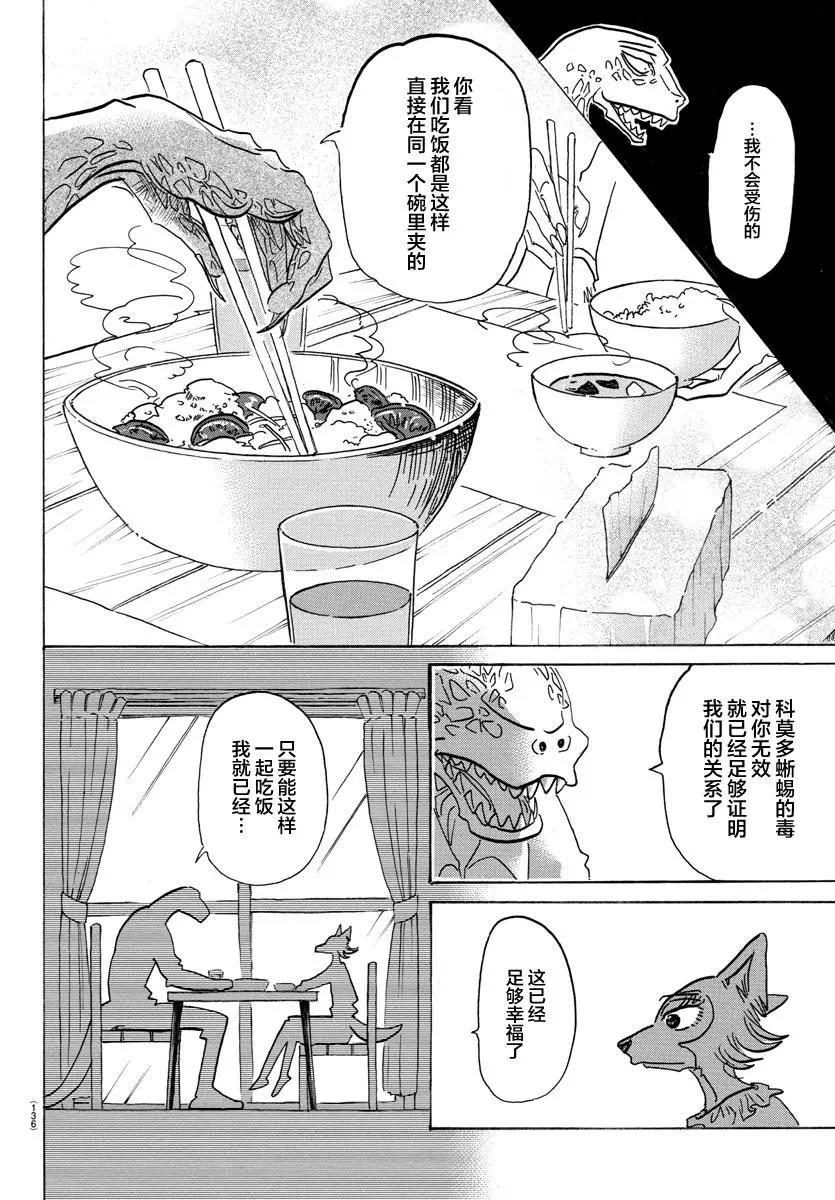 …我不会受伤的
你看
我们吃饭都是这样
直接在同一个碗里夹的
科莫多蜥蜴的毒
对你无效
就已经足够证明
我们的关系了
只要能这样
一起吃饭
我就已经…
这已经
足够幸福了
(136)